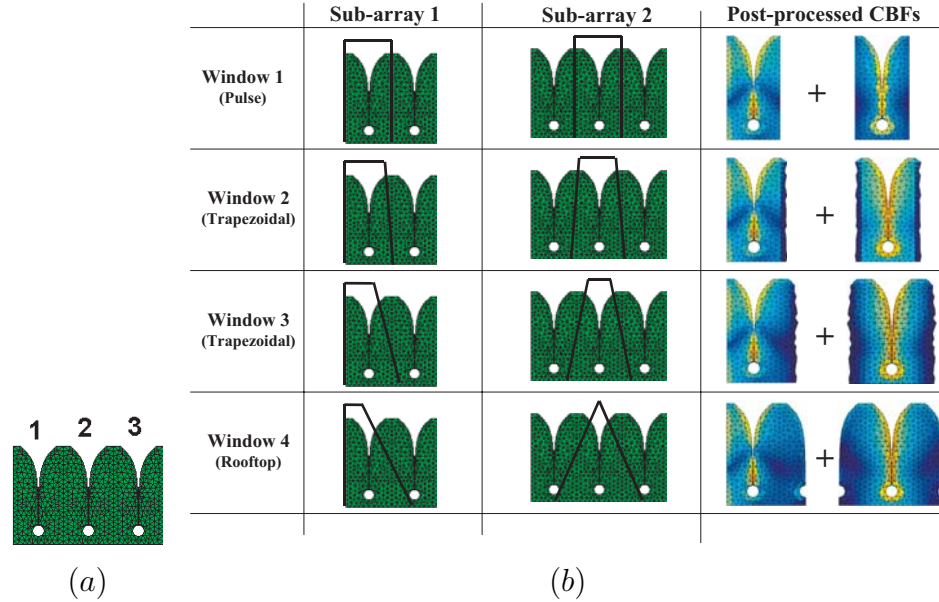 Sub-array 1 Sub-array 2 Post-processed CBFs
Window 1
(Pulse)
+
Window 2
(Trapezoidal)
+
Window 3
(Trapezoidal)
+
Window 4
(Rooftop)
+
1 2 3
(a) (b)